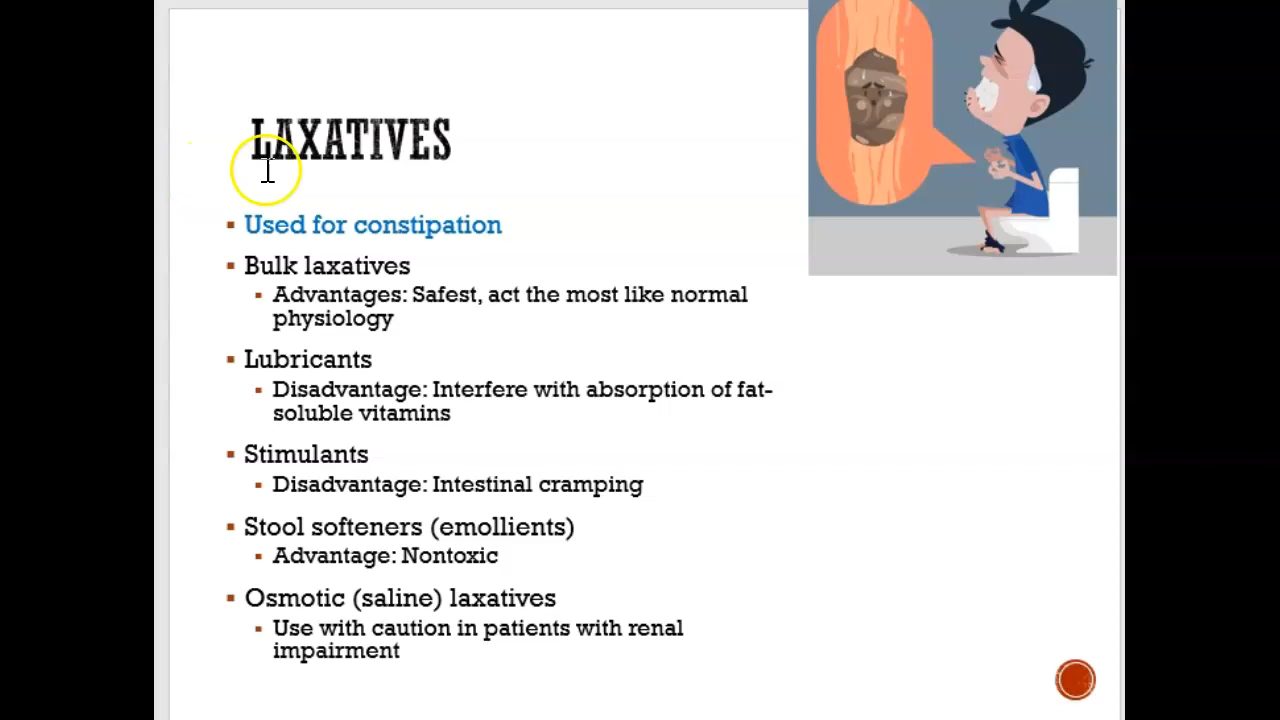 LAXATIVES
Used for constipation
Bulk laxatives
Advantages: Safest, act the most like normal
physiology
Lubricants
Disadvantage: Interfere with absorption of fat-
soluble vitamins
Stimulants
Disadvantage: Intestinal cramping
Stool softeners (emollients)
Advantage: Nontoxic
Osmotic (saline) laxatives
Use with caution in patients with renal
impairment